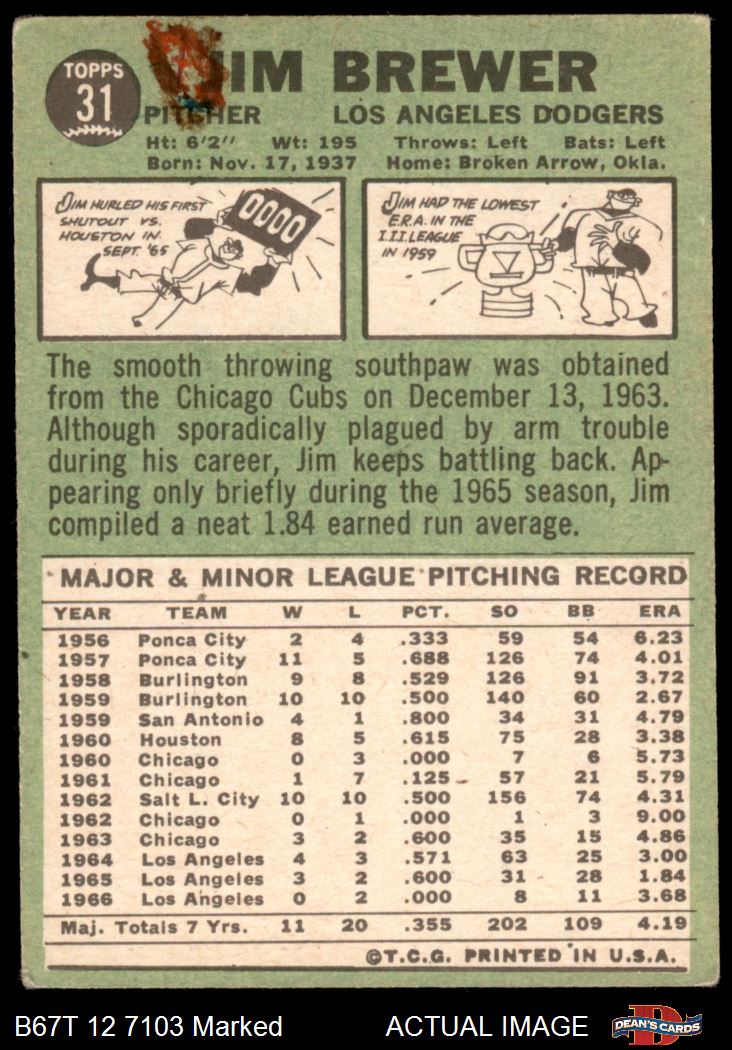 TOPPS
31
JIM BREWER
PITCHER LOS ANGELES DODGERS
Ht: 6'2" Wt: 195 Throws: Left Bats: Left
Born: Nov. 17, 1937 Home: Broken Arrow, Okla.
JIM HURLED HIS FIRST
SHUTOUT VS.
HOUSTON IN
SEPT. '65
0000
JIM HAD THE LOWEST
E.R.A. IN THE
I.I.I. LEAGUE
IN 1959
The smooth throwing southpaw was obtained
from the Chicago Cubs on December 13, 1963.
Although sporadically plagued by arm trouble
during his career, Jim keeps battling back. Ap-
pearing only briefly during the 1965 season, Jim
compiled a neat 1.84 earned run average.
MAJOR & MINOR LEAGUE PITCHING RECORD
YEAR TEAM W L PCT. SO BB ERA
1956 Ponca City 2 4 .333 59 54 6.23
1957 Ponca City 11 5 .688 126 74 4.01
1958 Burlington 9 8 .529 126 91 3.72
1959 Burlington 10 10 .500 140 60 2.67
1959 San Antonio 4 1 .800 34 31 4.79
1960 Houston 8 5 .615 75 28 3.38
1960 Chicago 0 3 .000 7 6 5.73
1961 Chicago 1 7 .125 57 21 5.79
1962 Salt L. City 10 10 .500 156 74 4.31
1962 Chicago 0 1 .000 1 3 9.00
1963 Chicago 3 2 .600 35 15 4.86
1964 Los Angeles 4 3 .571 63 25 3.00
1965 Los Angeles 3 2 .600 31 28 1.84
1966 Los Angeles 0 2 .000 8 11 3.68
Maj. Totals 7 Yrs. 11 20 .355 202 109 4.19
©T.C.G. PRINTED IN U.S.A.
B67T 12 7103 Marked ACTUAL IMAGE DEAN'S CARDS